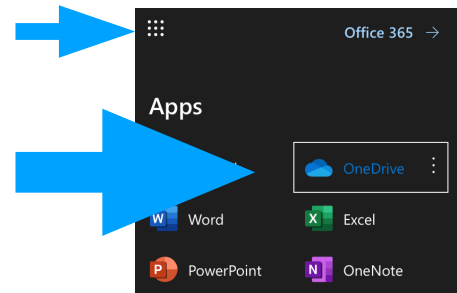 Office 365 →
Apps
OneDrive
Word
Excel
PowerPoint
OneNote